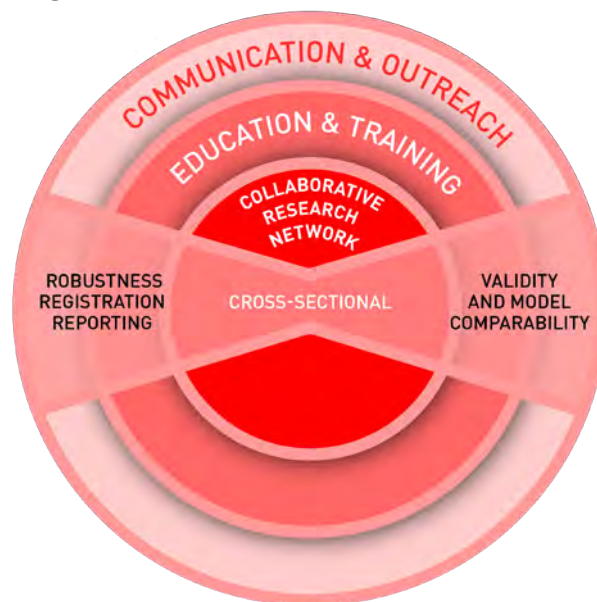 COMMUNICATION & OUTREACH
EDUCATION & TRAINING
COLLABORATIVE
RESEARCH
NETWORK
ROBUSTNESS
REGISTRATION
REPORTING
CROSS-SECTIONAL
VALIDITY
AND MODEL
COMPARABILITY